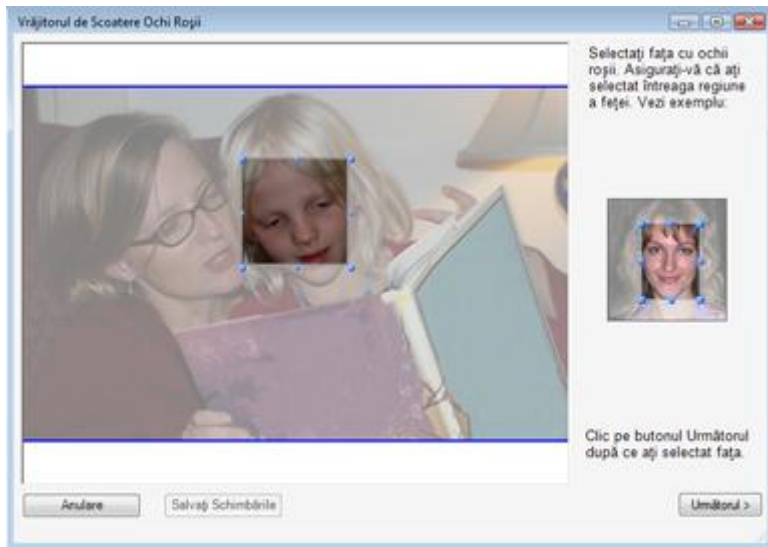 Vrăjitorul de Scoatere Ochi Roşii
Selectaţi faţa cu ochii
roşii. Asiguraţi-vă că aţi
selectat întreaga regiune
a feţei. Vezi exemplu:
Clic pe butonul Următorul
după ce aţi selectat faţa.
Anulare
Salvaţi Schimbările
Următorul >